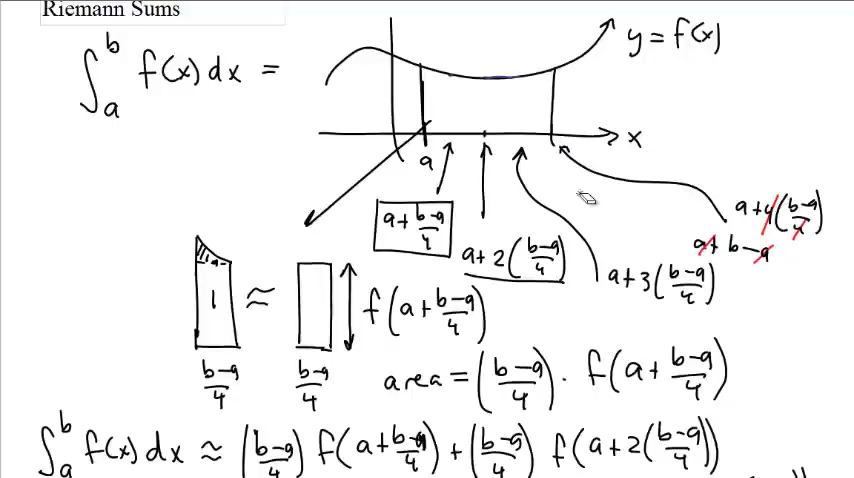 Riemann Sums
∫_a^b f(x) dx =
y = f(x)
x
a
a + (b-a)/4
a + 2((b-a)/4)
a + 3((b-a)/4)
a + 4((b-a)/4)
a + b - a
1 ≈
f(a + (b-a)/4)
(b-a)/4
(b-a)/4
area = ((b-a)/4) · f(a + (b-a)/4)
∫_a^b f(x) dx ≈ ((b-a)/4) f(a + (b-a)/4) + ((b-a)/4) f(a + 2((b-a)/4))